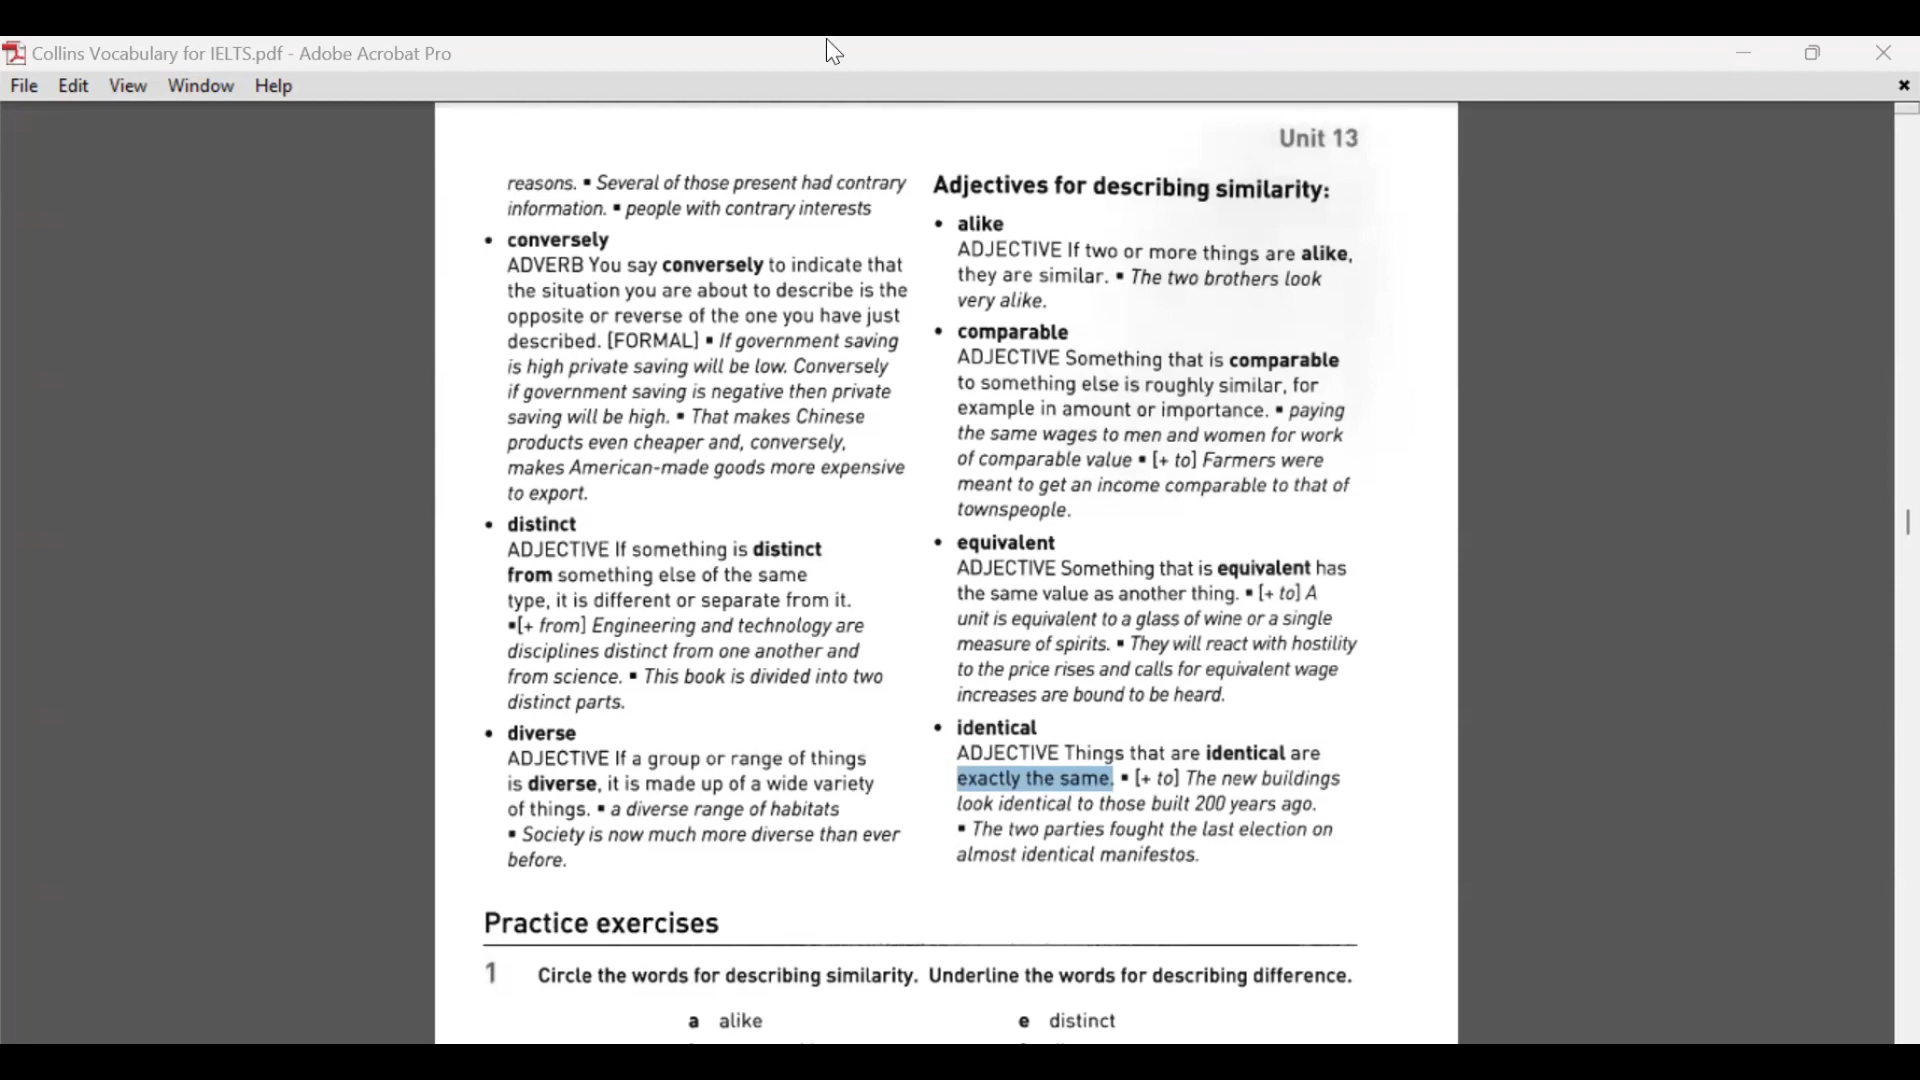 Collins Vocabulary for IELTS.pdf - Adobe Acrobat Pro
File Edit View Window Help
Unit 13
reasons. ▪ Several of those present had contrary
information. ▪ people with contrary interests
• conversely
ADVERB You say conversely to indicate that
the situation you are about to describe is the
opposite or reverse of the one you have just
described. [FORMAL] ▪ If government saving
is high private saving will be low. Conversely
if government saving is negative then private
saving will be high. ▪ That makes Chinese
products even cheaper and, conversely,
makes American-made goods more expensive
to export.
• distinct
ADJECTIVE If something is distinct
from something else of the same
type, it is different or separate from it.
▪[+ from] Engineering and technology are
disciplines distinct from one another and
from science. ▪ This book is divided into two
distinct parts.
• diverse
ADJECTIVE If a group or range of things
is diverse, it is made up of a wide variety
of things. ▪ a diverse range of habitats
▪ Society is now much more diverse than ever
before.
Adjectives for describing similarity:
• alike
ADJECTIVE If two or more things are alike,
they are similar. ▪ The two brothers look
very alike.
• comparable
ADJECTIVE Something that is comparable
to something else is roughly similar, for
example in amount or importance. ▪ paying
the same wages to men and women for work
of comparable value ▪ [+ to] Farmers were
meant to get an income comparable to that of
townspeople.
• equivalent
ADJECTIVE Something that is equivalent has
the same value as another thing. ▪ [+ to] A
unit is equivalent to a glass of wine or a single
measure of spirits. ▪ They will react with hostility
to the price rises and calls for equivalent wage
increases are bound to be heard.
• identical
ADJECTIVE Things that are identical are
exactly the same. ▪ [+ to] The new buildings
look identical to those built 200 years ago.
▪ The two parties fought the last election on
almost identical manifestos.
Practice exercises
1 Circle the words for describing similarity. Underline the words for describing difference.
a alike
e distinct